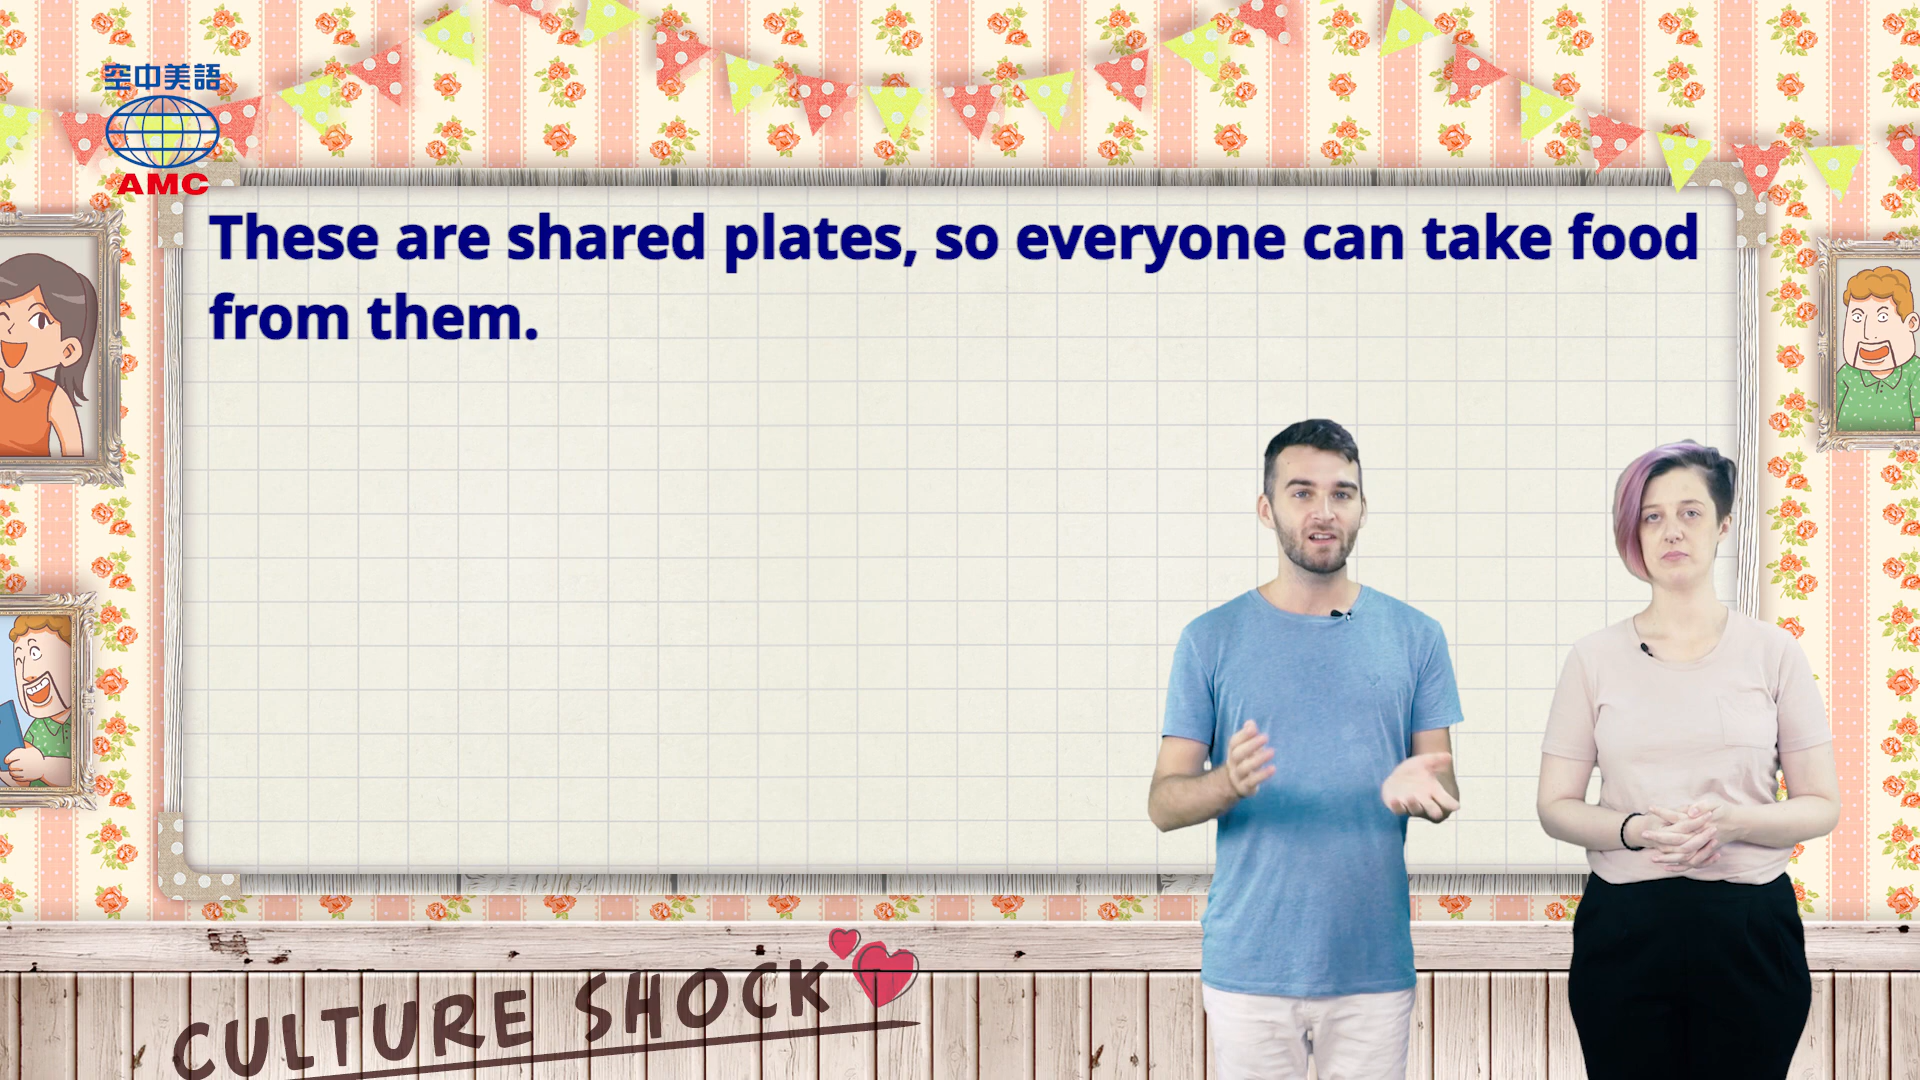 空中美語
AMC
These are shared plates, so everyone can take food
from them.
CULTURE SHOCK